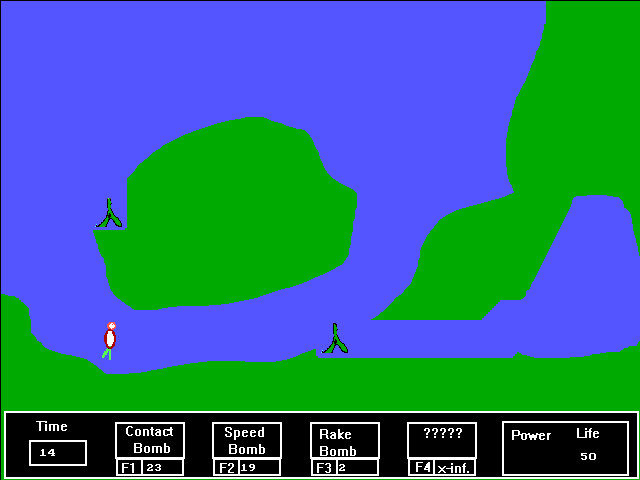 Time
14
Contact
Bomb
F1 23
Speed
Bomb
F2 19
Rake
Bomb
F3 2
?????
F4 x-inf.
Power
Life
50